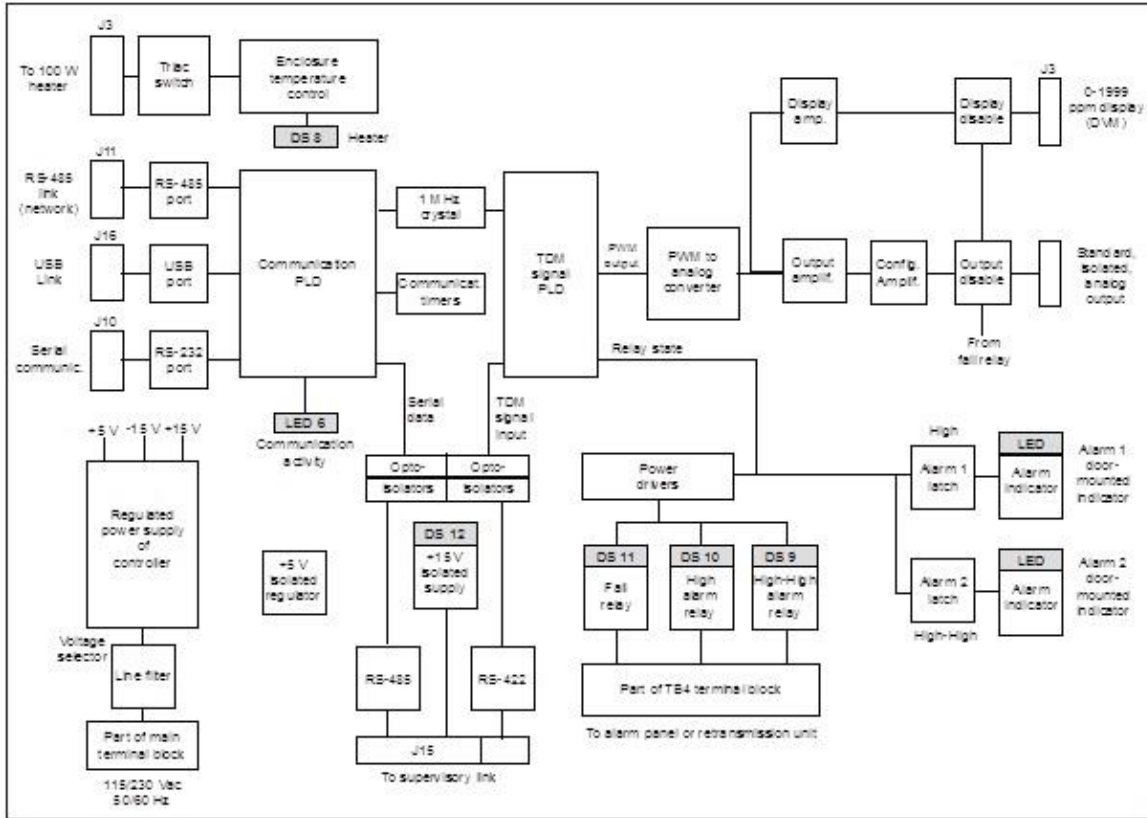 J3
To 100 W
heater
Triac
switch
Enclosure
temperature
control
DS 8
Heater
J11
RS-485
link
(network)
RS-485
port
J16
USB
Link
USB
port
J10
Serial
communic.
RS-232
port
Communication
PLD
1 MHz
crystal
Communicat.
timers
TDM
signal
PLD
PWM
output
PWM to
analog
converter
Display
amp.
Display
disable
J3
0-1999
ppm display
(DVM)
Output
amplif.
Config.
Amplif.
Output
disable
Standard,
isolated,
analog
output
From
fail relay
Relay state
LED 6
Communication
activity
Serial
data
TDM
signal
input
Opto-
isolators
Opto-
isolators
+5 V
-15 V
+15 V
Regulated
power supply
of
controller
Voltage
selector
Line filter
Part of main
terminal block
115/230 Vac
50/60 Hz
+5 V
isolated
regulator
DS 12
+15 V
isolated
supply
RS-485
RS-422
J15
To supervisory link
Power
drivers
DS 11
Fail
relay
DS 10
High
alarm
relay
DS 9
High-High
alarm
relay
Part of TB4 terminal block
To alarm panel or retransmission unit
High
Alarm 1
latch
LED
Alarm
indicator
Alarm 1
door-
mounted
indicator
Alarm 2
latch
High-High
LED
Alarm
indicator
Alarm 2
door-
mounted
indicator